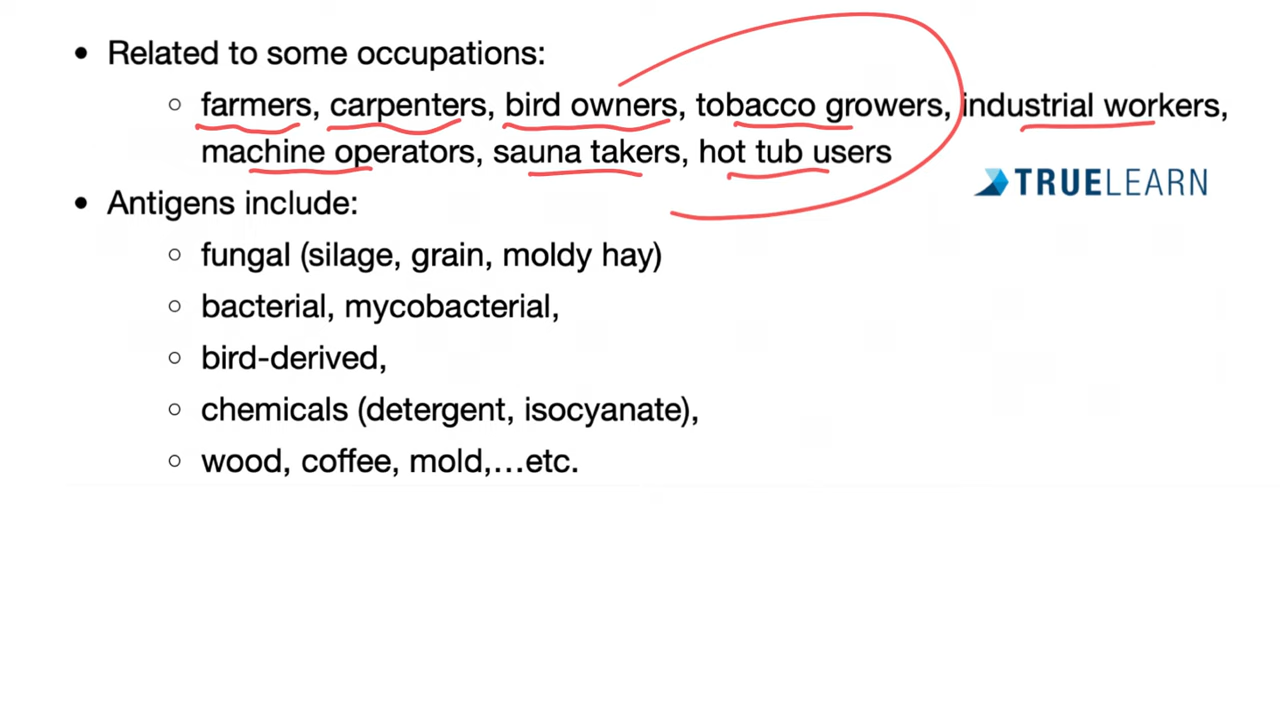 • Related to some occupations:
○ farmers, carpenters, bird owners, tobacco growers, industrial workers,
machine operators, sauna takers, hot tub users
TRUELEARN
• Antigens include:
○ fungal (silage, grain, moldy hay)
○ bacterial, mycobacterial,
○ bird-derived,
○ chemicals (detergent, isocyanate),
○ wood, coffee, mold,...etc.